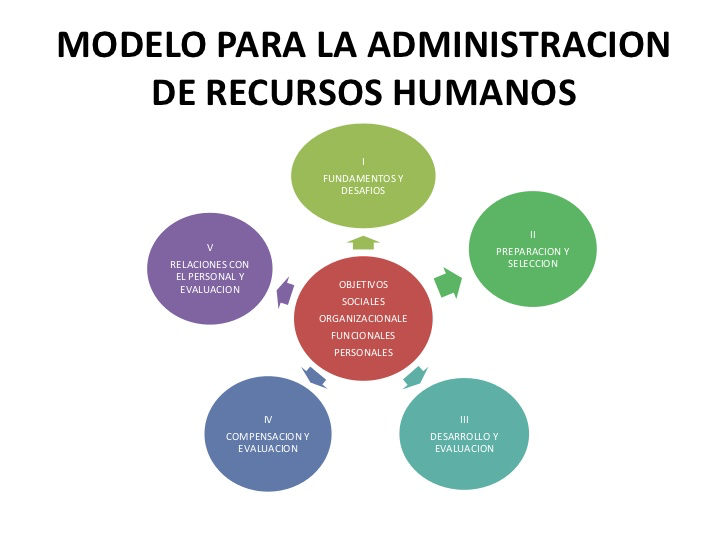 MODELO PARA LA ADMINISTRACION
DE RECURSOS HUMANOS
I
FUNDAMENTOS Y
DESAFIOS
II
PREPARACION Y
SELECCION
V
RELACIONES CON
EL PERSONAL Y
EVALUACION
OBJETIVOS
SOCIALES
ORGANIZACIONALE
FUNCIONALES
PERSONALES
IV
COMPENSACION Y
EVALUACION
III
DESARROLLO Y
EVALUACION